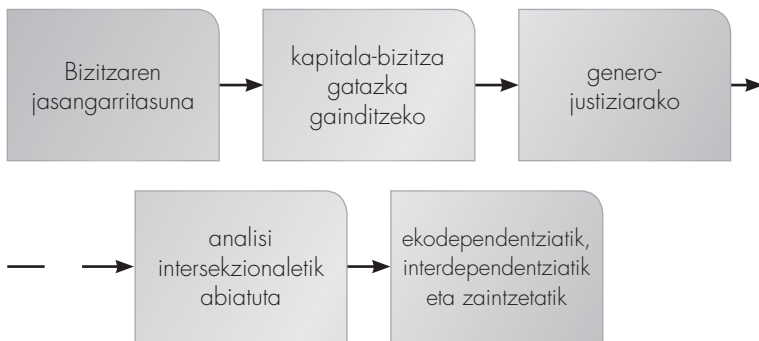 Bizitzaren
jasangarritasuna
kapitala-bizitza
gatazka
gainditzeko
genero-
justiziarako
analisi
intersekzionaletik
abiatuta
ekodependentziatik,
interdependentziatik
eta zaintzetatik